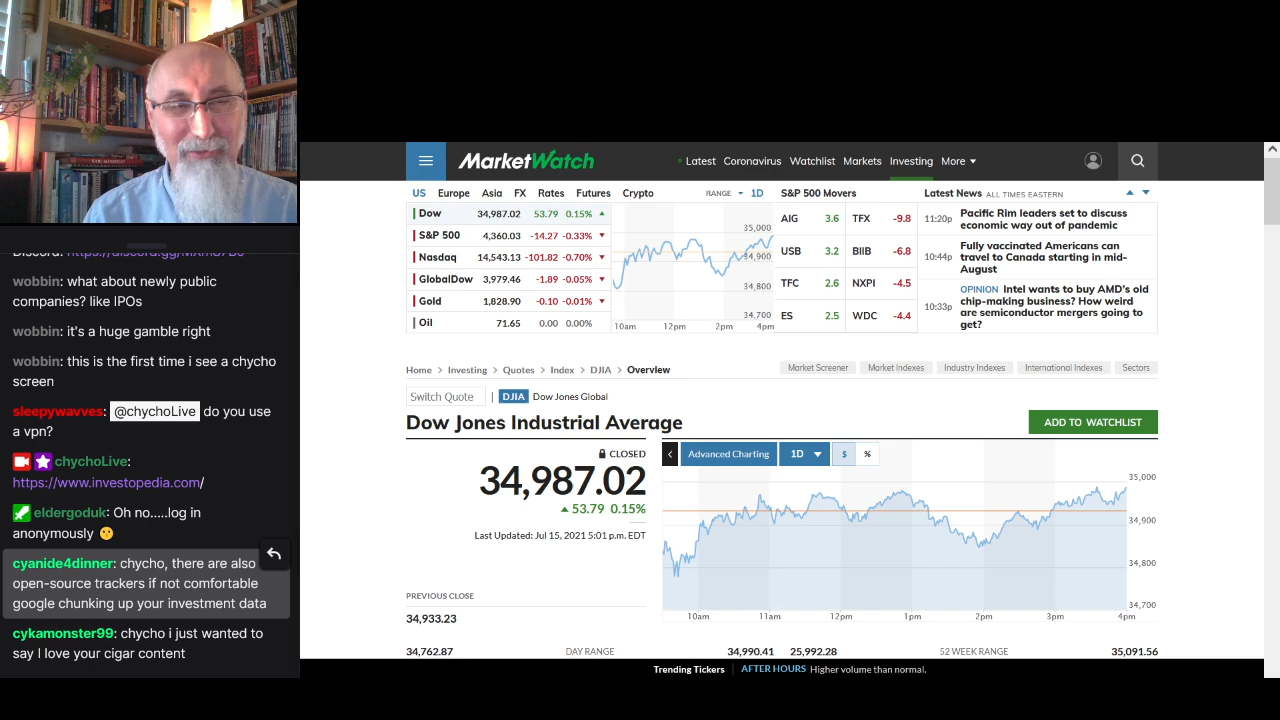 Discord: https://discord.gg/MXmS7Bc
wobbin: what about newly public
companies? like IPOs
wobbin: it's a huge gamble right
wobbin: this is the first time i see a chycho
screen
sleepywavves: @chychoLive do you use
a vpn?
chychoLive:
https://www.investopedia.com/
eldergoduk: Oh no.....log in
anonymously
cyanide4dinner: chycho, there are also
open-source trackers if not comfortable
google chunking up your investment data
cykamonster99: chycho i just wanted to
say I love your cigar content
MarketWatch
Latest Coronavirus Watchlist Markets Investing More
US Europe Asia FX Rates Futures Crypto
RANGE 1D
Dow 34,987.02 53.79 0.15%
S&P 500 4,360.03 -14.27 -0.33%
Nasdaq 14,543.13 -101.82 -0.70%
GlobalDow 3,979.46 -1.89 -0.05%
Gold 1,828.90 -0.10 -0.01%
Oil 71.65 0.00 0.00%
35,000
34,900
34,800
34,700
10am 12pm 2pm 4pm
S&P 500 Movers
AIG 3.6 TFX -9.8
USB 3.2 BIIB -6.8
TFC 2.6 NXPI -4.5
ES 2.5 WDC -4.4
Latest News ALL TIMES EASTERN
11:20p Pacific Rim leaders set to discuss
economic way out of pandemic
10:44p Fully vaccinated Americans can
travel to Canada starting in mid-
August
10:33p OPINION Intel wants to buy AMD's old
chip-making business? How weird
are semiconductor mergers going to
get?
Home > Investing > Quotes > Index > DJIA > Overview
Market Screener Market Indexes Industry Indexes International Indexes Sectors
Switch Quote | DJIA Dow Jones Global
Dow Jones Industrial Average
ADD TO WATCHLIST
CLOSED
34,987.02
53.79 0.15%
Last Updated: Jul 15, 2021 5:01 p.m. EDT
PREVIOUS CLOSE
34,933.23
Advanced Charting 1D $ %
35,000
34,900
34,800
34,700
10am 11am 12pm 1pm 2pm 3pm 4pm
34,762.87 DAY RANGE 34,990.41
25,992.28 52 WEEK RANGE 35,091.56
Trending Tickers | AFTER HOURS Higher volume than normal.